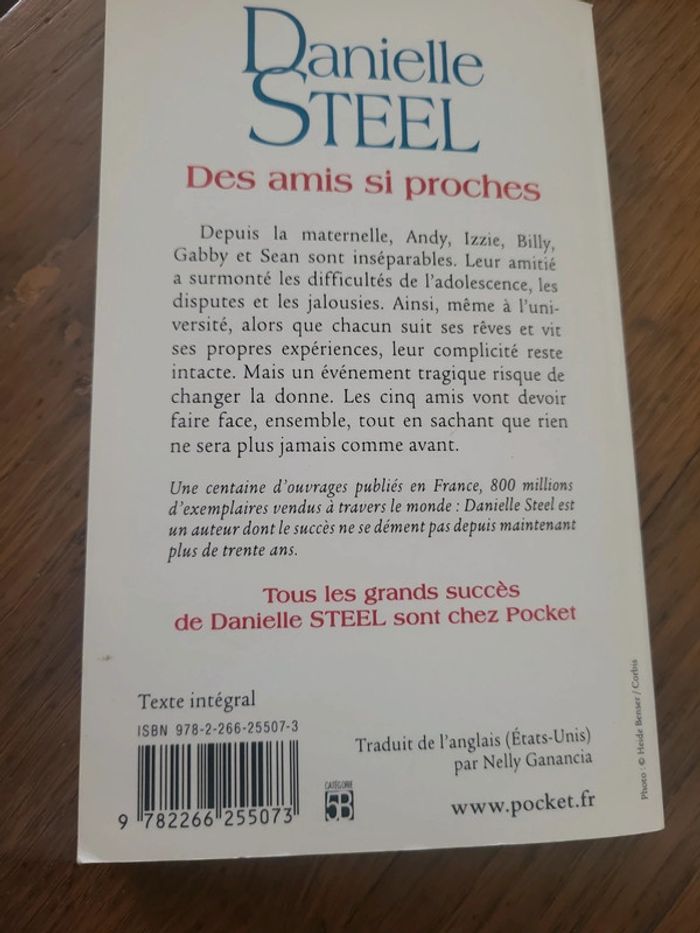 Danielle
STEEL
Des amis si proches
Depuis la maternelle, Andy, Izzie, Billy,
Gabby et Sean sont inséparables. Leur amitié
a surmonté les difficultés de l'adolescence, les
disputes et les jalousies. Ainsi, même à l'uni-
versité, alors que chacun suit ses rêves et vit
ses propres expériences, leur complicité reste
intacte. Mais un événement tragique risque de
changer la donne. Les cinq amis vont devoir
faire face, ensemble, tout en sachant que rien
ne sera plus jamais comme avant.
Une centaine d'ouvrages publiés en France, 800 millions
d'exemplaires vendus à travers le monde : Danielle Steel est
un auteur dont le succès ne se dément pas depuis maintenant
plus de trente ans.
Tous les grands succès
de Danielle STEEL sont chez Pocket
Texte intégral
ISBN 978-2-266-25507-3
9 782266 255073
CATÉGORIE
5B
Traduit de l'anglais (États-Unis)
par Nelly Ganancia
www.pocket.fr
Photo : © Heide Benser / Corbis